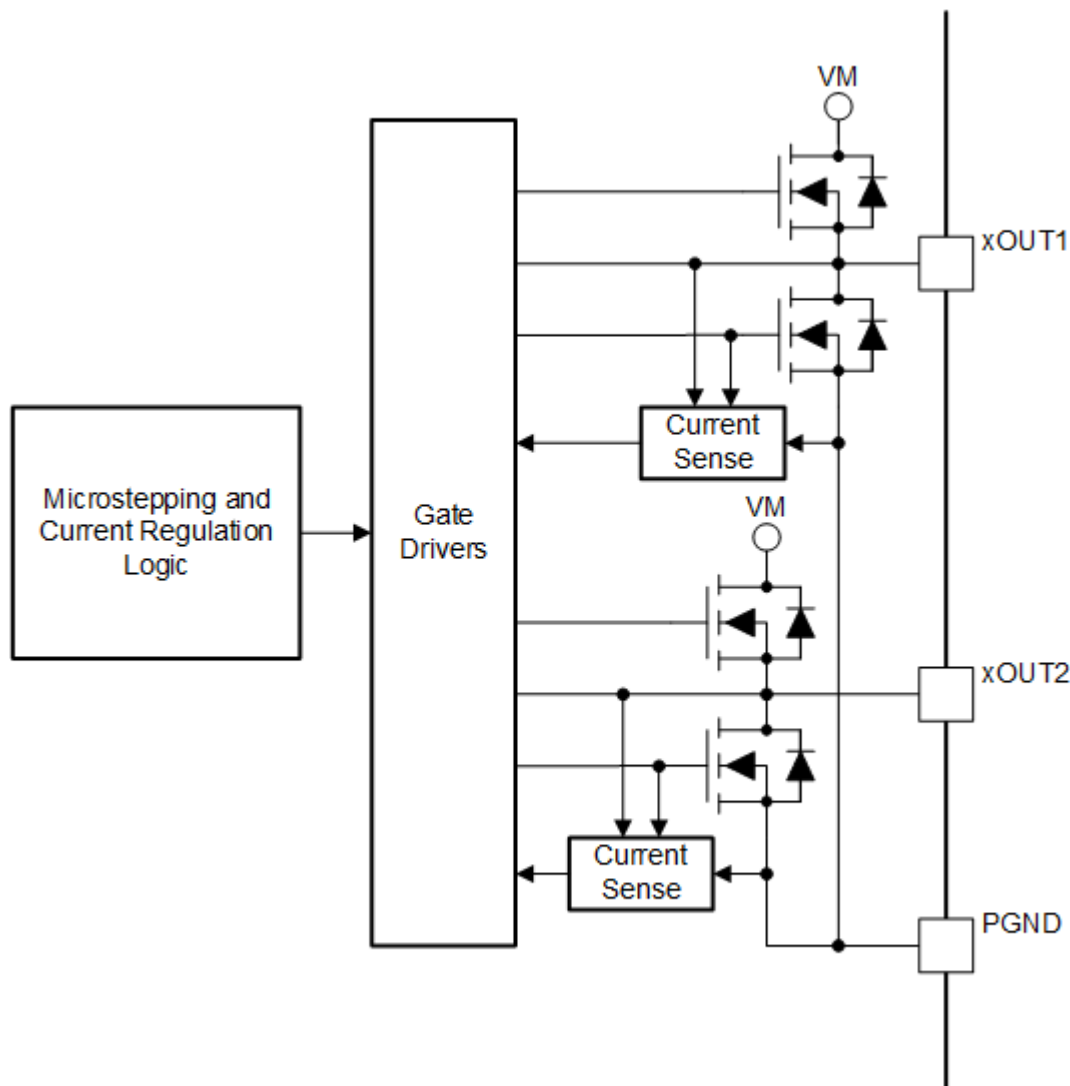 VM
xOUT1
Current
Sense
Microstepping and
Current Regulation
Logic
Gate
Drivers
VM
xOUT2
Current
Sense
PGND